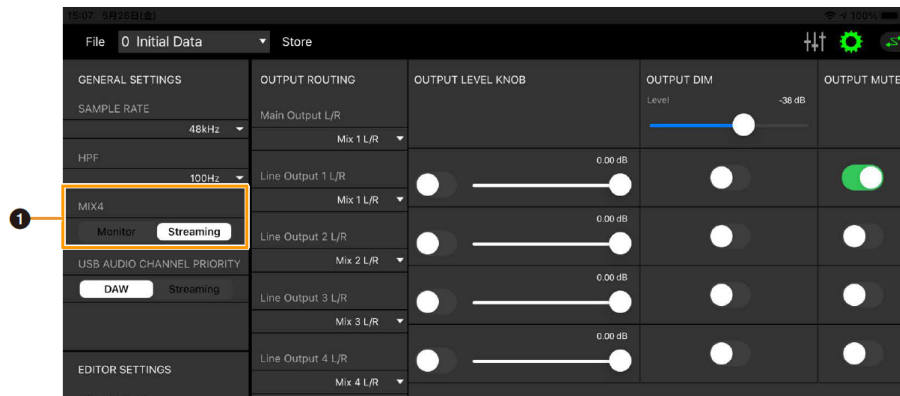 15:07 5月28日(金) 100%
File 0 Initial Data Store
GENERAL SETTINGS
SAMPLE RATE
48kHz
HPF
100Hz
MIX4
Monitor Streaming
USB AUDIO CHANNEL PRIORITY
DAW Streaming
EDITOR SETTINGS
OUTPUT ROUTING
Main Output L/R
Mix 1 L/R
Line Output 1 L/R
Mix 1 L/R
Line Output 2 L/R
Mix 2 L/R
Line Output 3 L/R
Mix 3 L/R
Line Output 4 L/R
Mix 4 L/R
OUTPUT LEVEL KNOB
0.00 dB
0.00 dB
0.00 dB
0.00 dB
OUTPUT DIM
Level -38 dB
OUTPUT MUTE
1